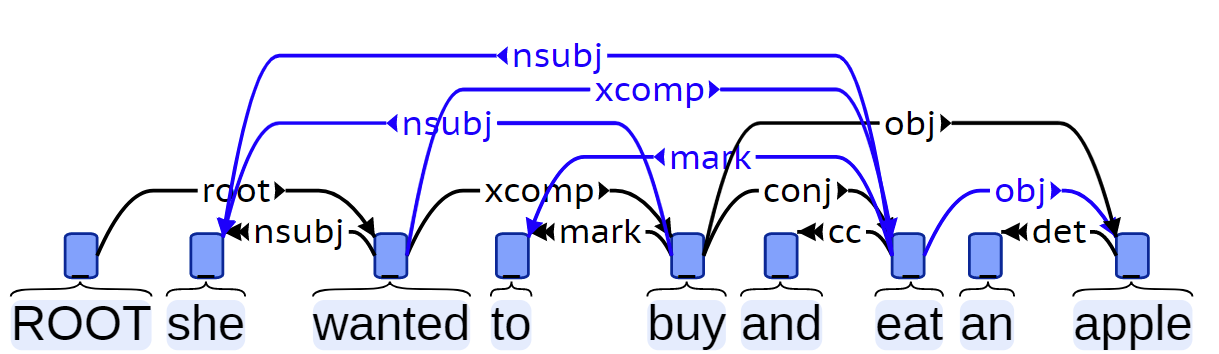 nsubj
xcomp
nsubj obj
mark
root xcomp conj obj
nsubj mark cc det
ROOT she wanted to buy and eat an apple